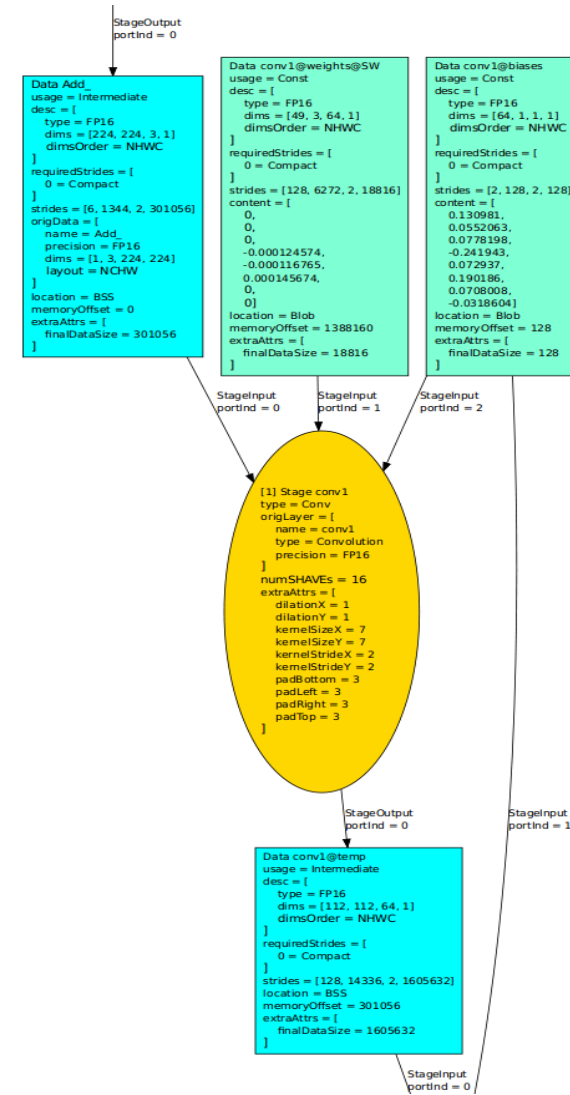 StageOutput
portInd = 0
Data Add_
usage = Intermediate
desc = [
type = FP16
dims = [224, 224, 3, 1]
dimsOrder = NHWC
]
requiredStrides = [
0 = Compact
]
strides = [6, 1344, 2, 301056]
origData = [
name = Add_
precision = FP16
dims = [1, 3, 224, 224]
layout = NCHW
]
location = BSS
memoryOffset = 0
extraAttrs = [
finalDataSize = 301056
]
Data conv1@weights@SW
usage = Const
desc = [
type = FP16
dims = [49, 3, 64, 1]
dimsOrder = NHWC
]
requiredStrides = [
0 = Compact
]
strides = [128, 6272, 2, 18816]
content = [
0,
0,
0,
-0.000124574,
-0.000116765,
0.000145674,
0,
0]
location = Blob
memoryOffset = 1388160
extraAttrs = [
finalDataSize = 18816
]
Data conv1@biases
usage = Const
desc = [
type = FP16
dims = [64, 1, 1, 1]
dimsOrder = NHWC
]
requiredStrides = [
0 = Compact
]
strides = [2, 128, 2, 128]
content = [
0.130981,
0.0552063,
0.0778198,
-0.241943,
0.072937,
0.190186,
0.0708008,
-0.0318604]
location = Blob
memoryOffset = 128
extraAttrs = [
finalDataSize = 128
]
StageInput
portInd = 0
StageInput
portInd = 1
StageInput
portInd = 2
[1] Stage conv1
type = Conv
origLayer = [
name = conv1
type = Convolution
precision = FP16
]
numSHAVEs = 16
extraAttrs = [
dilationX = 1
dilationY = 1
kernelSizeX = 7
kernelSizeY = 7
kernelStrideX = 2
kernelStrideY = 2
padBottom = 3
padLeft = 3
padRight = 3
padTop = 3
]
StageOutput
portInd = 0
StageInput
portInd = 1
Data conv1@temp
usage = Intermediate
desc = [
type = FP16
dims = [112, 112, 64, 1]
dimsOrder = NHWC
]
requiredStrides = [
0 = Compact
]
strides = [128, 14336, 2, 1605632]
location = BSS
memoryOffset = 301056
extraAttrs = [
finalDataSize = 1605632
]
StageInput
portInd = 0